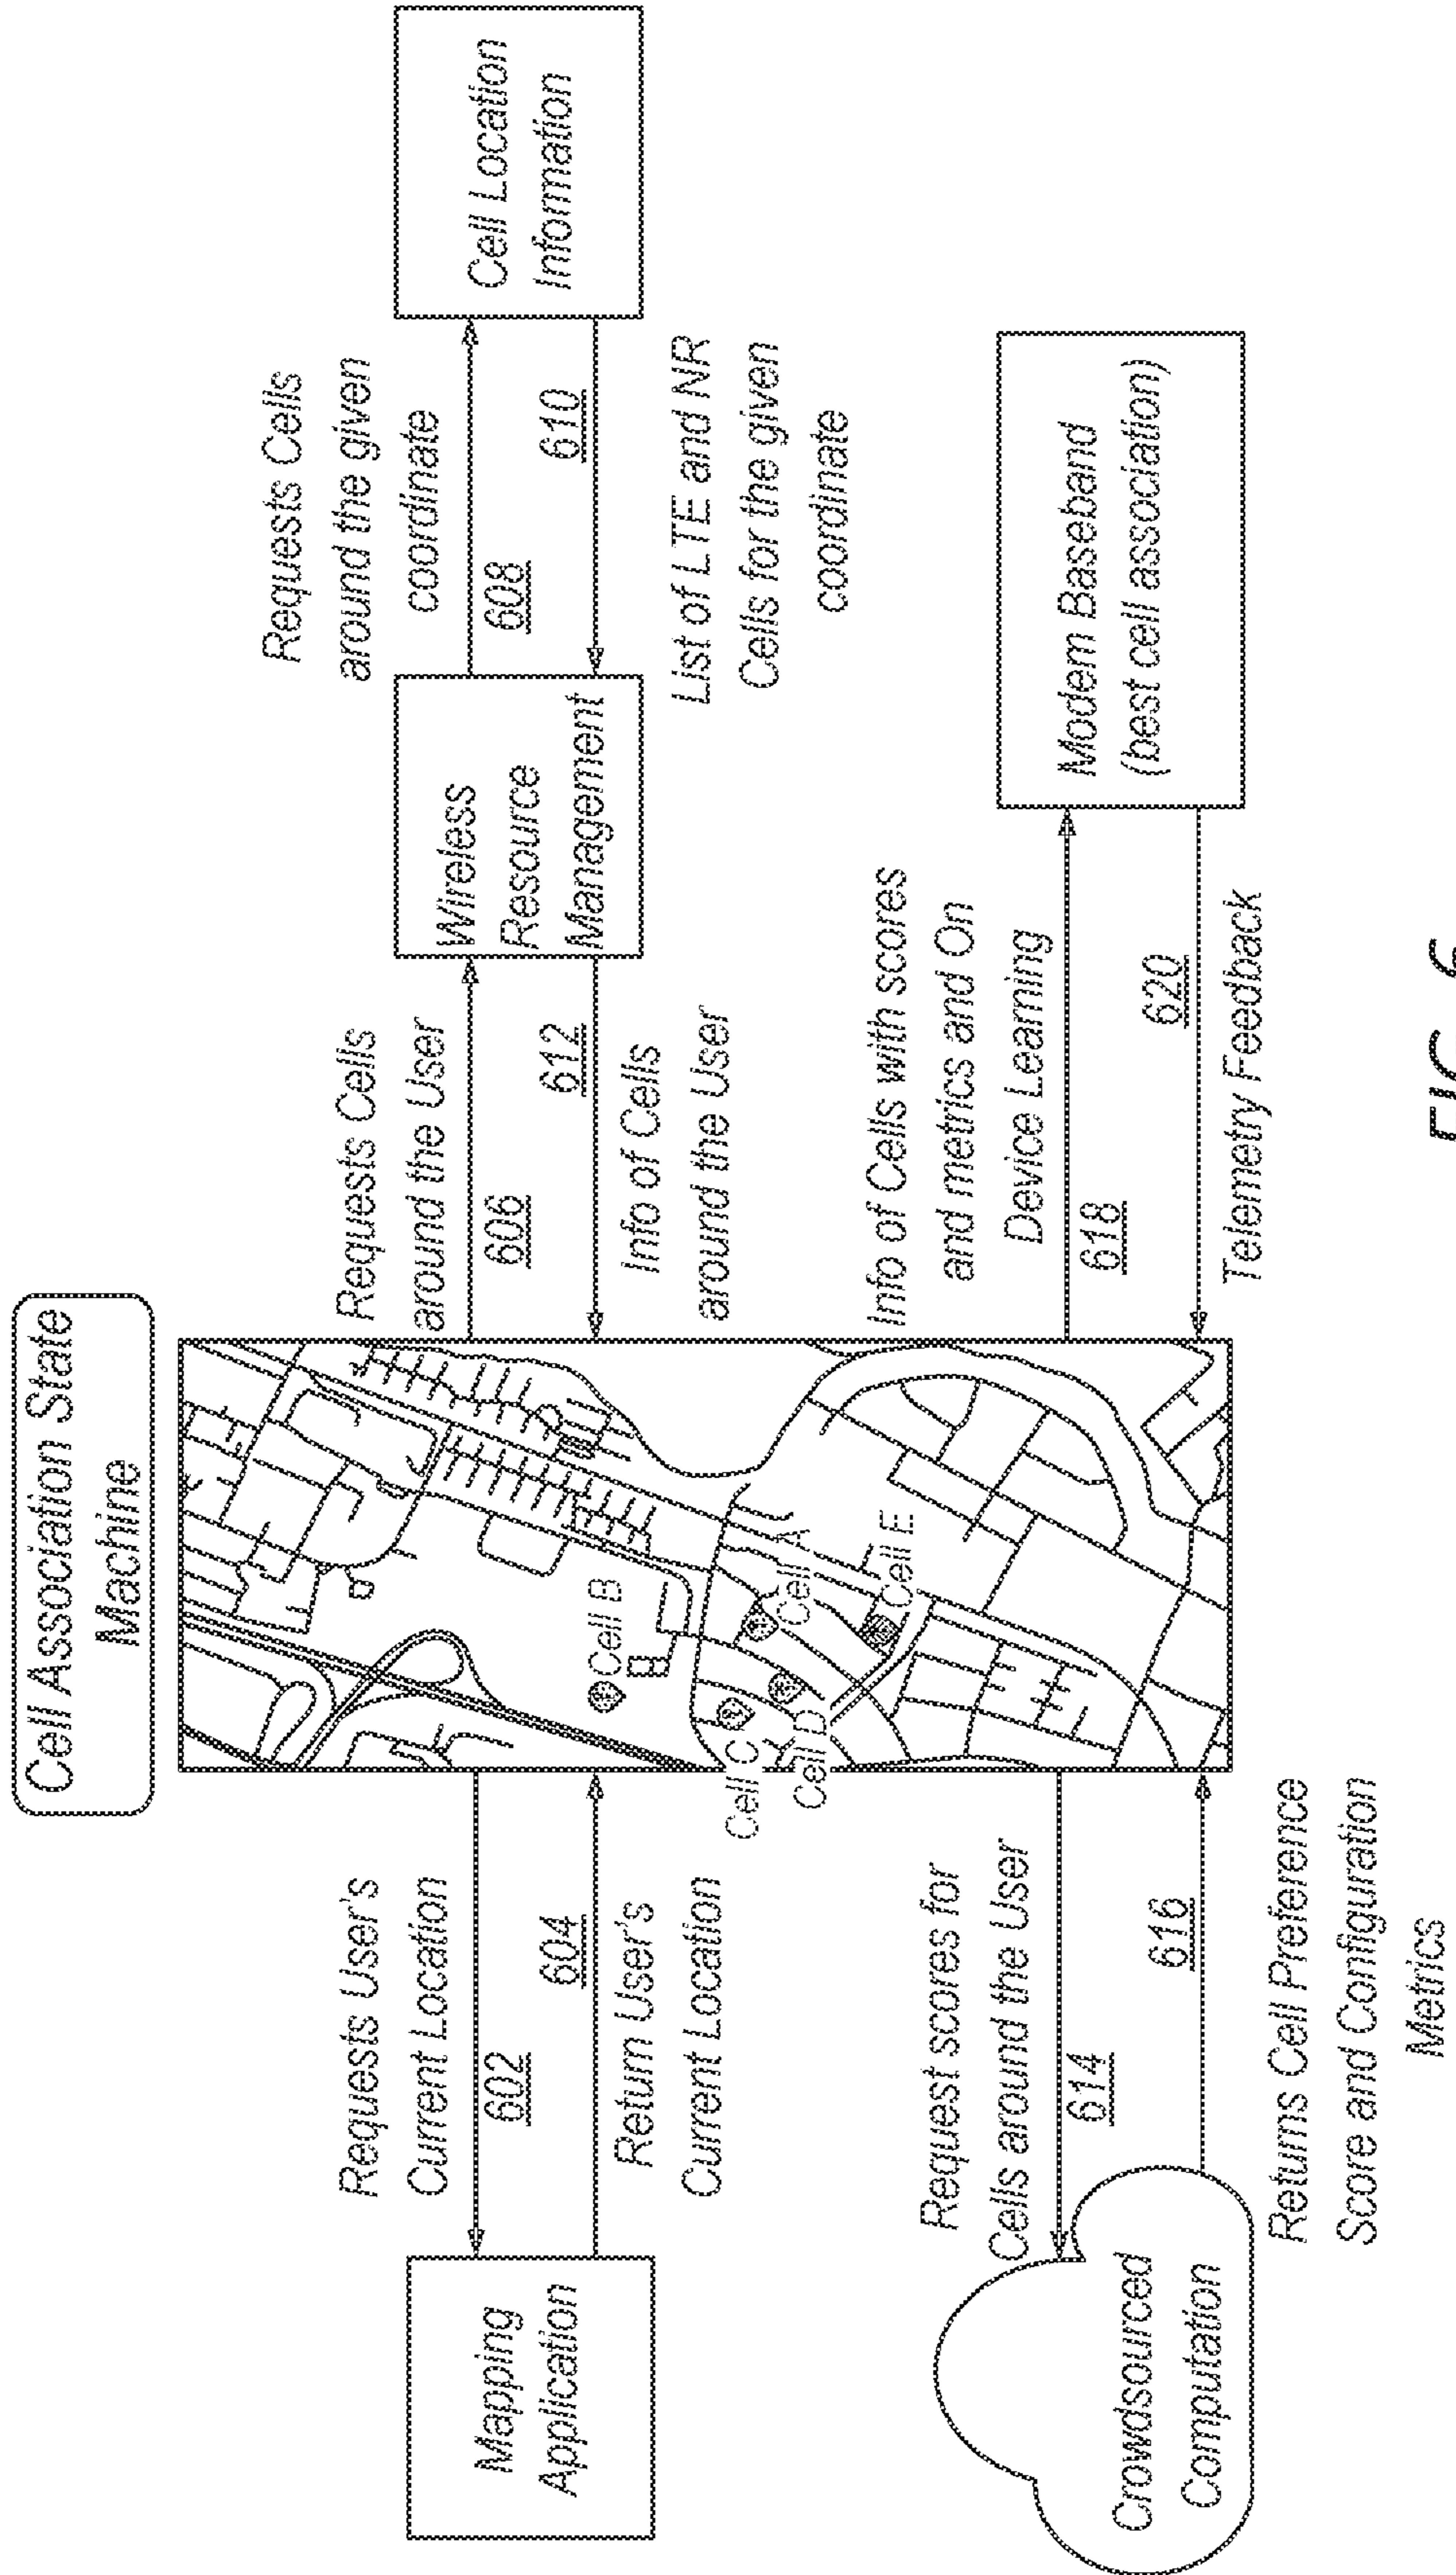 Cell Association State
Machine
Requests User's
Current Location
602
604
Return User's
Current Location
Mapping
Application
Requests Cells
around the User
606
612
Info of Cells
around the User
Wireless
Resource
Management
Requests Cells
around the given
coordinate
608
610
List of LTE and NR
Cells for the given
coordinate
Cell Location
Information
Cell B
Cell C
Cell A
Cell D
Cell E
Request scores for
Cells around the User
614
616
Returns Cell Preference
Score and Configuration
Metrics
Crowdsourced
Computation
Info of Cells with scores
and metrics and On
Device Learning
618
620
Telemetry Feedback
Modem Baseband
(best cell association)
FIG. 6